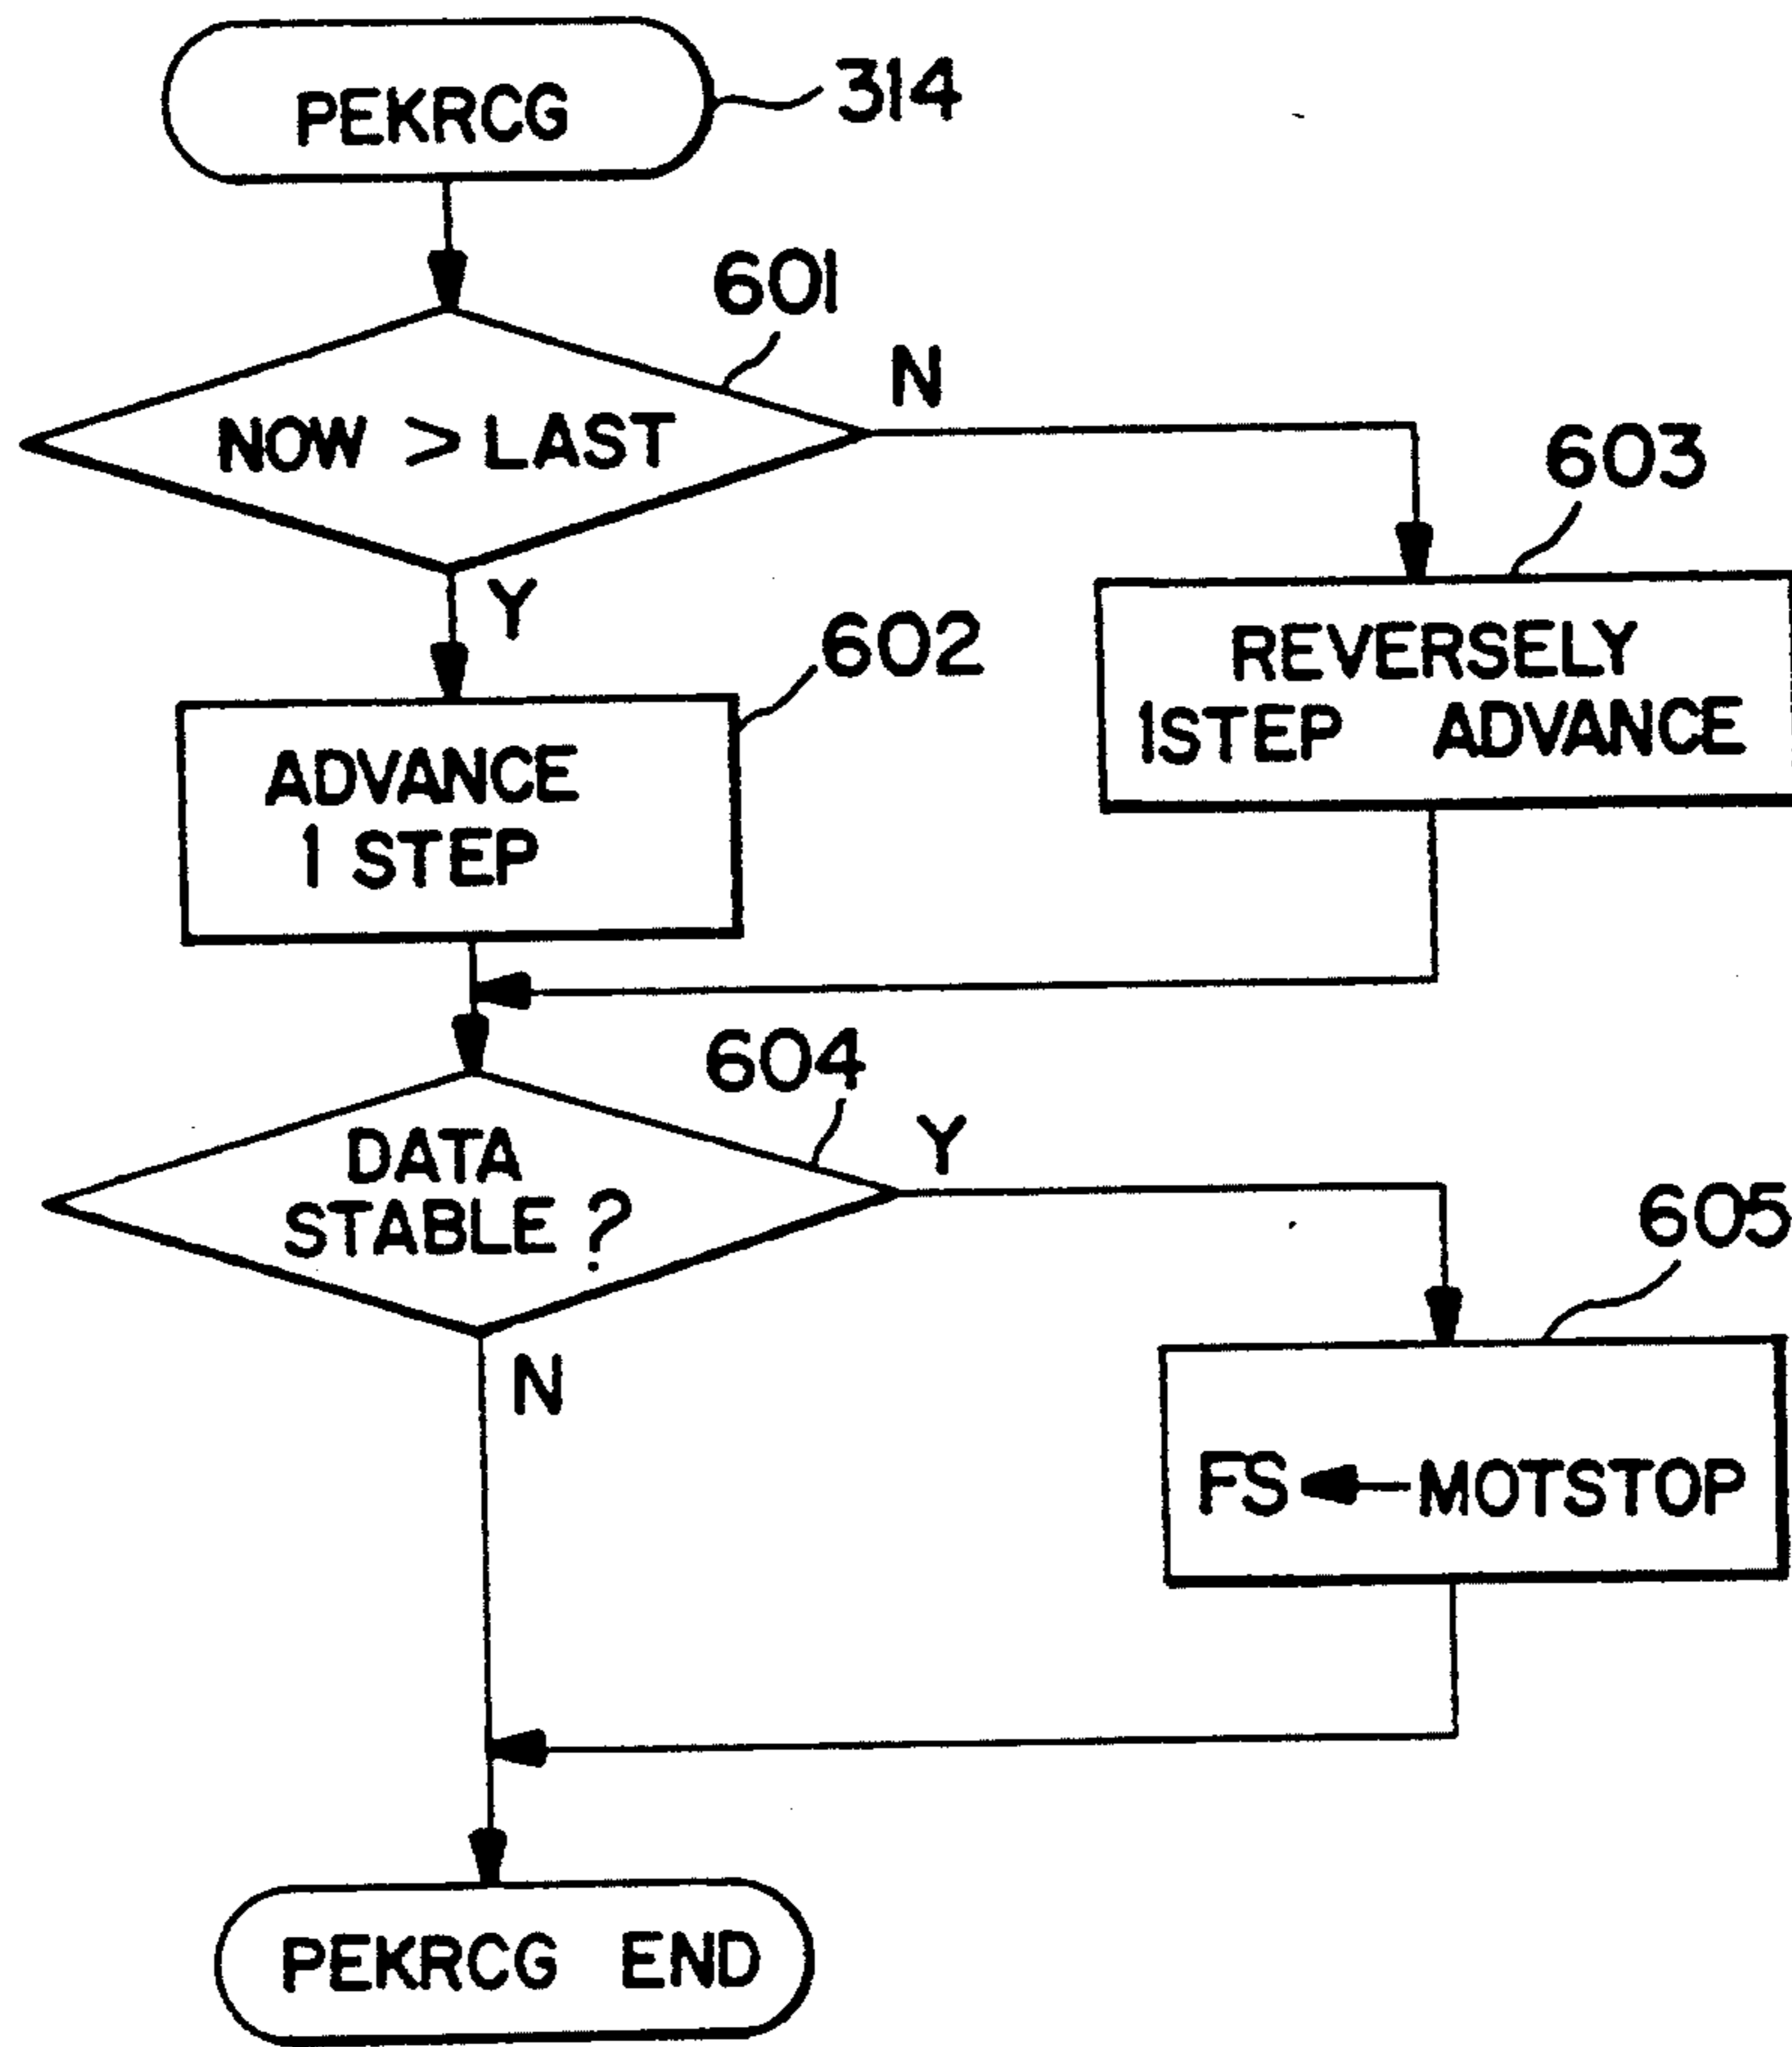 PEKRCG
314
601
NOW > LAST
N
603
Y
602
REVERSELY
1STEP ADVANCE
ADVANCE
1 STEP
604
DATA
STABLE ?
Y
605
N
FS ← MOTSTOP
PEKRCG END